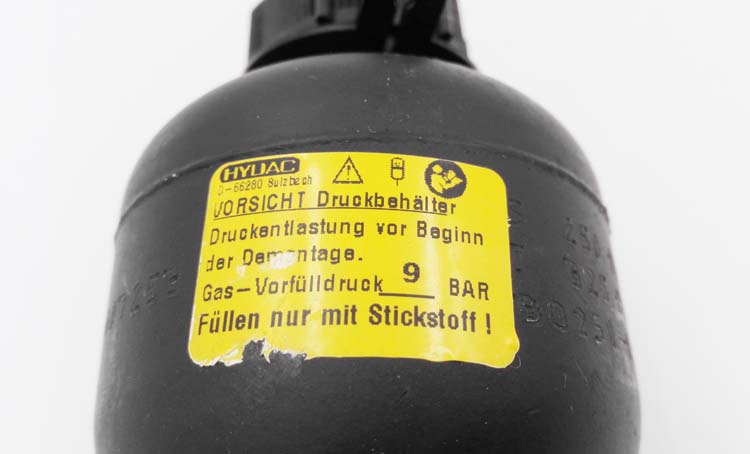 HYDAC
D-66280 Sulzbach
VORSICHT Druckbehälter
Druckentlastung vor Beginn
der Demontage.
Gas-Vorfülldruck 9 BAR
Füllen nur mit Stickstoff!